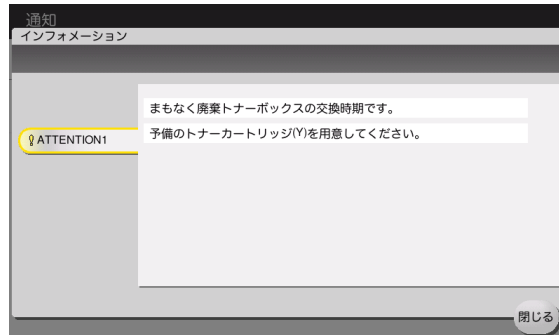 通知
インフォメーション
まもなく廃棄トナーボックスの交換時期です。
予備のトナーカートリッジ(Y)を用意してください。
ATTENTION1
閉じる